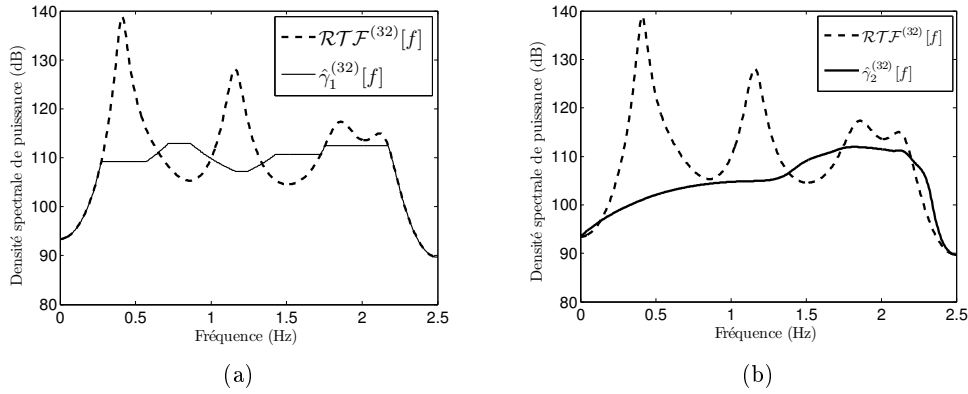 140
130
120
110
100
90
80
0
0.5
1
1.5
2
2.5
Densité spectrale de puissance (dB)
Fréquence (Hz)
RTF^(32)[f]
γ̂_1^(32)[f]
(a)
140
130
120
110
100
90
80
0
0.5
1
1.5
2
2.5
Densité spectrale de puissance (dB)
Fréquence (Hz)
RTF^(32)[f]
γ̂_2^(32)[f]
(b)